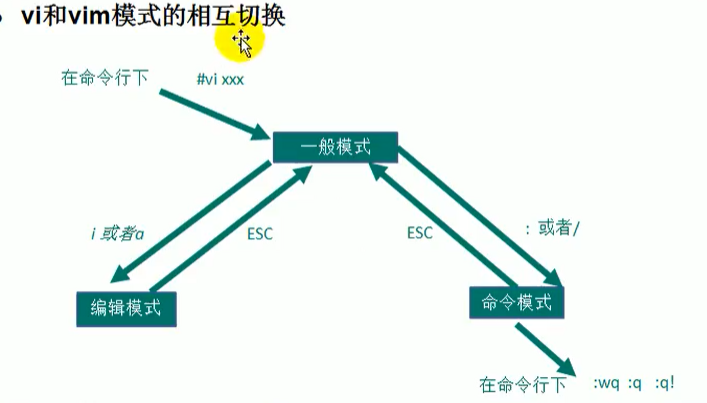 vi和vim模式的相互切换
在命令行下 #vi xxx
一般模式
i 或者a
ESC
ESC
: 或者/
编辑模式
命令模式
在命令行下 :wq :q :q!